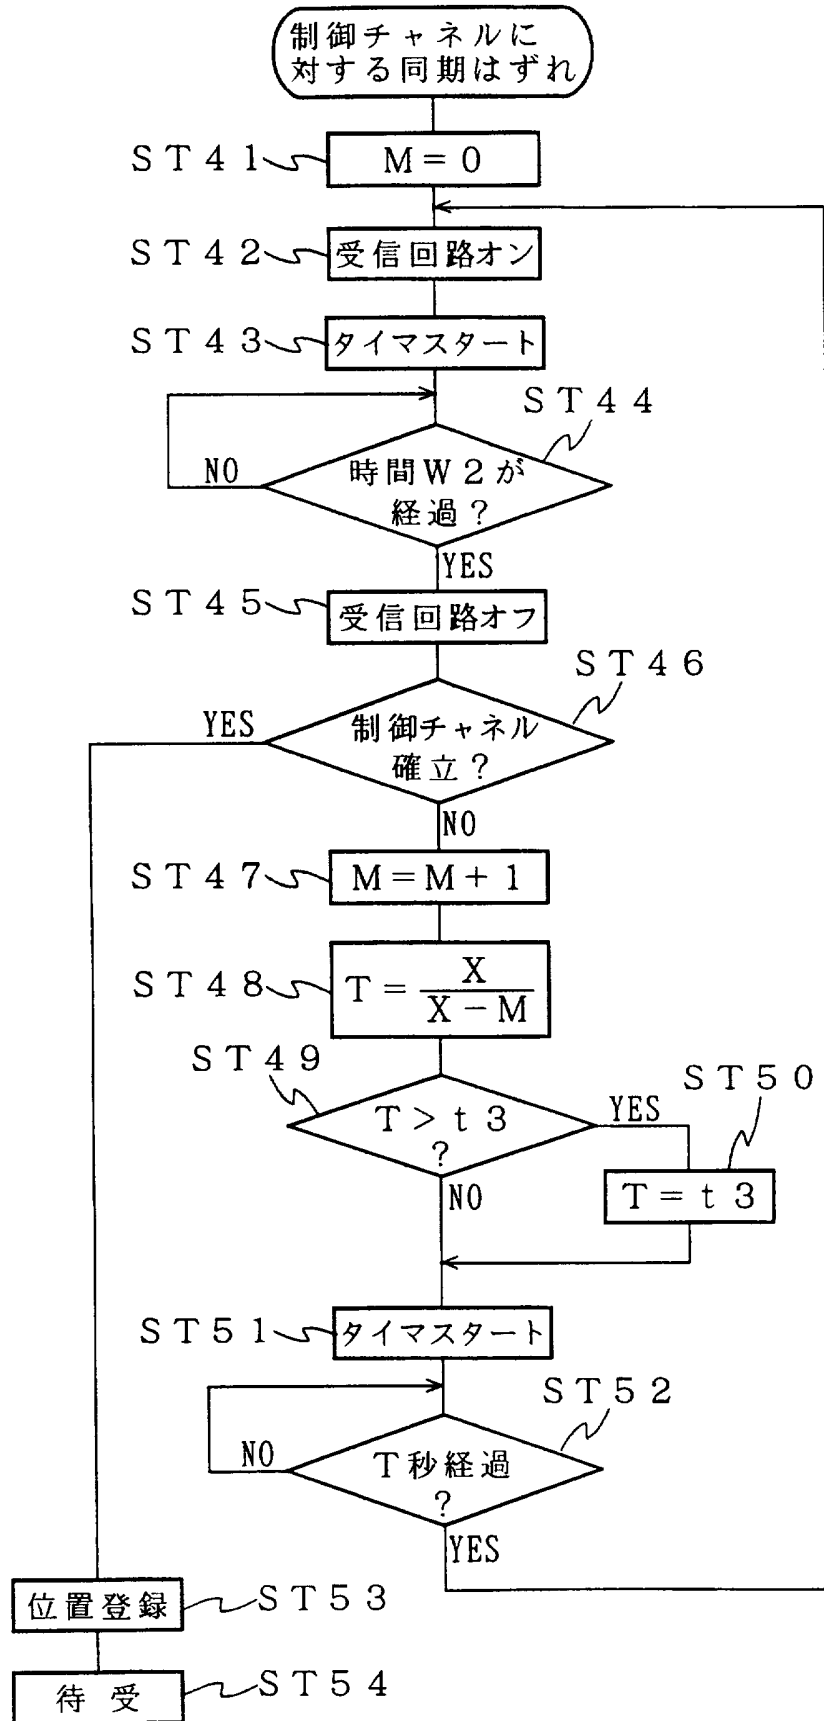 制御チャネルに
対する同期はずれ
ST41
M=0
ST42
受信回路オン
ST43
タイマスタート
ST44
NO
時間W2が
経過?
YES
ST45
受信回路オフ
ST46
YES
制御チャネル
確立?
NO
ST47
M=M+1
ST48
T=X
X-M
ST49
ST50
T>t3
?
YES
NO
T=t3
ST51
タイマスタート
ST52
NO
T秒経過
?
YES
位置登録
ST53
待受
ST54